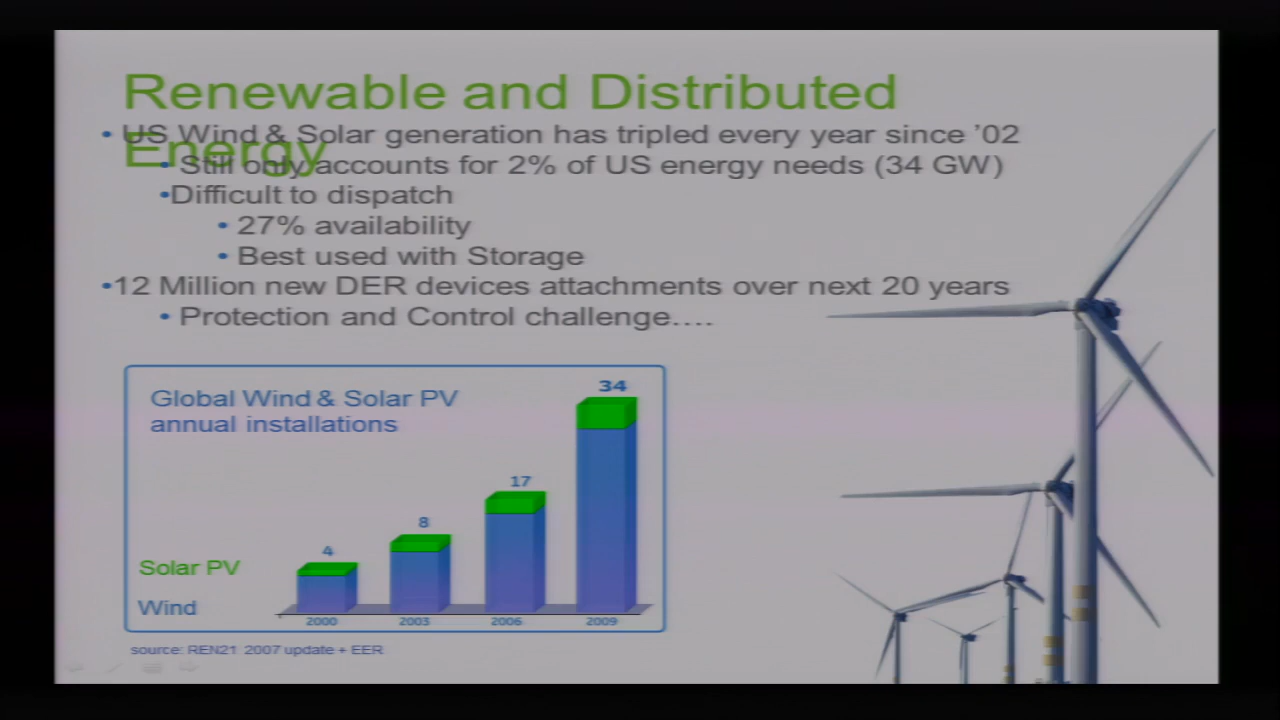 Renewable and Distributed
Energy
• US Wind & Solar generation has tripled every year since ’02
• Still only accounts for 2% of US energy needs (34 GW)
•Difficult to dispatch
• 27% availability
• Best used with Storage
•12 Million new DER devices attachments over next 20 years
• Protection and Control challenge….
Global Wind & Solar PV
annual installations
34
17
8
4
Solar PV
Wind
2000 2003 2006 2009
source: REN21 2007 update + EER